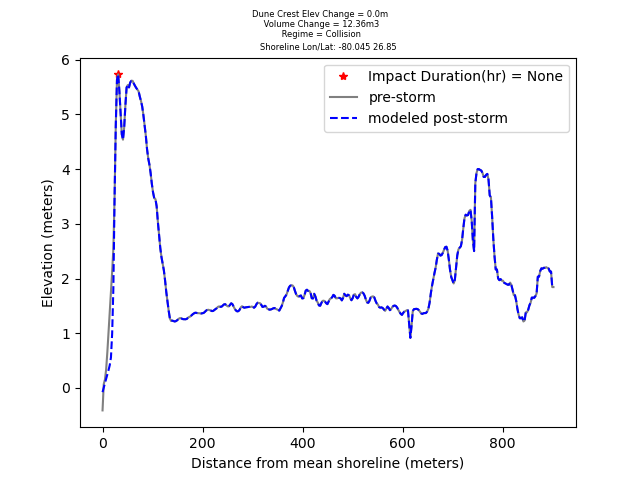 Dune Crest Elev Change = 0.0m
Volume Change = 12.36m3
Regime = Collision
Shoreline Lon/Lat: -80.045 26.85
Impact Duration(hr) = None
pre-storm
modeled post-storm
Elevation (meters)
6
5
4
3
2
1
0
0 200 400 600 800
Distance from mean shoreline (meters)